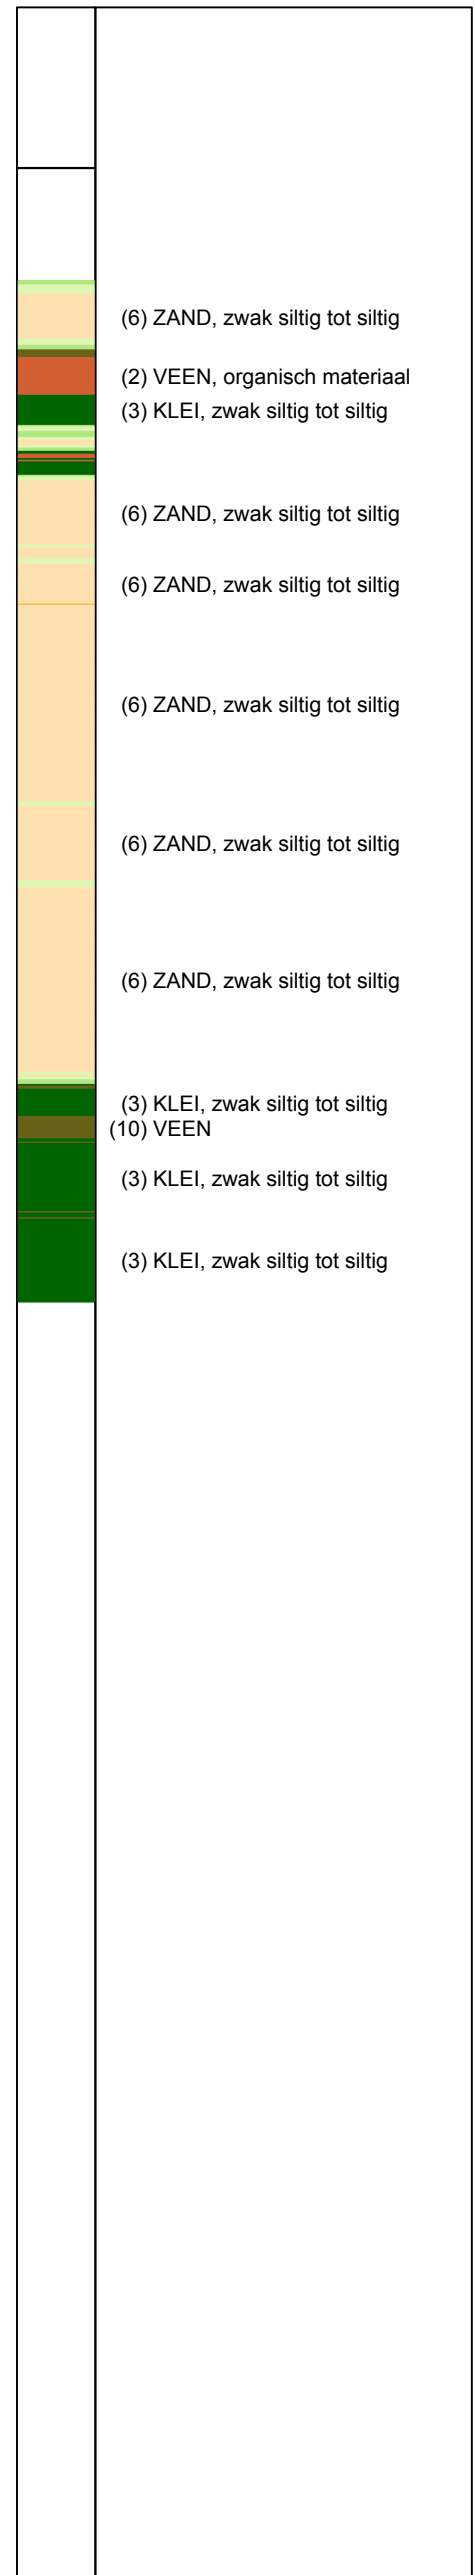 (6) ZAND, zwak siltig tot siltig
(2) VEEN, organisch materiaal
(3) KLEI, zwak siltig tot siltig
(6) ZAND, zwak siltig tot siltig
(6) ZAND, zwak siltig tot siltig
(6) ZAND, zwak siltig tot siltig
(6) ZAND, zwak siltig tot siltig
(6) ZAND, zwak siltig tot siltig
(3) KLEI, zwak siltig tot siltig
(10) VEEN
(3) KLEI, zwak siltig tot siltig
(3) KLEI, zwak siltig tot siltig